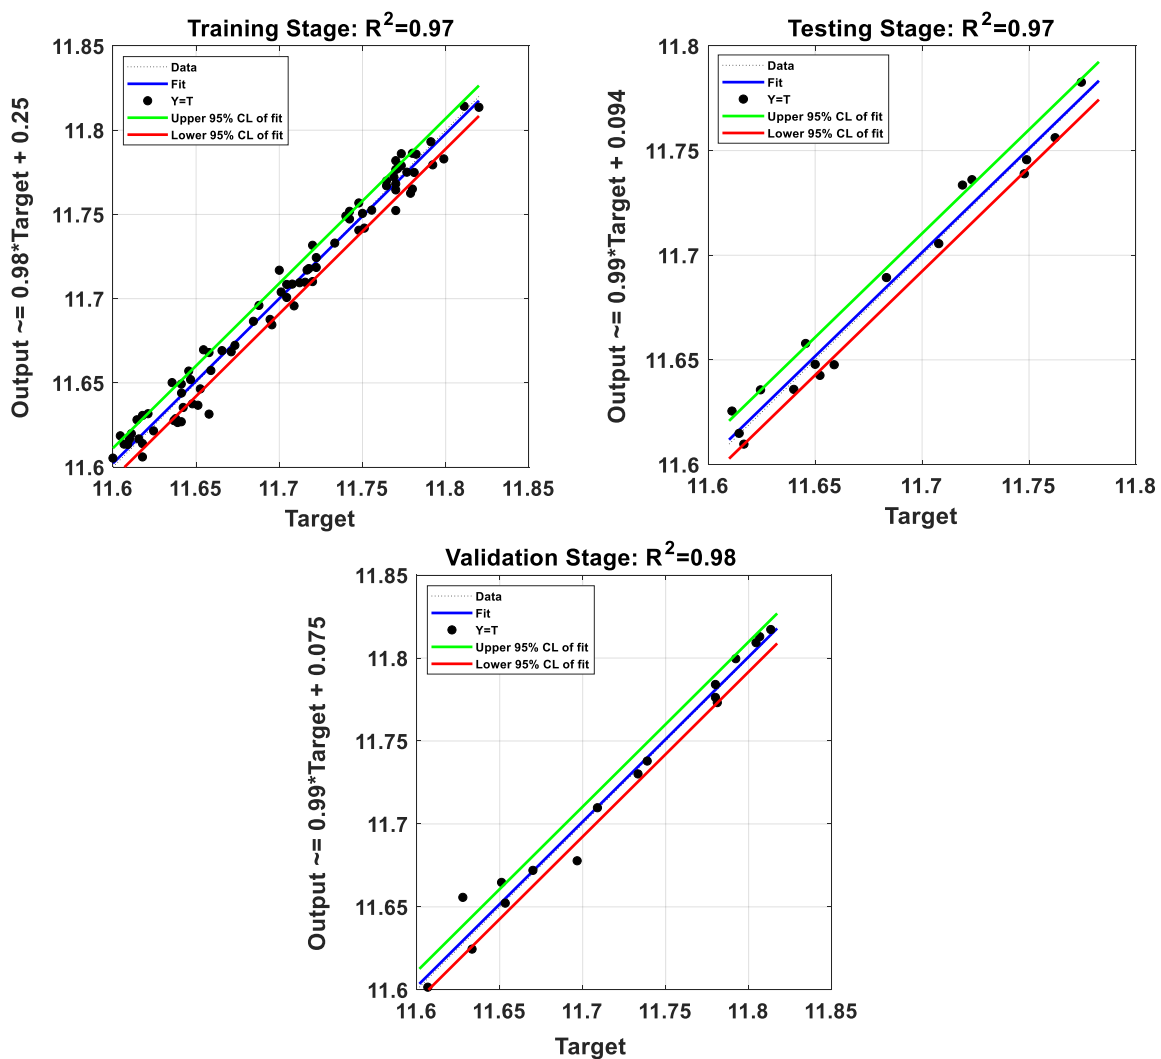 Training Stage: R²=0.97
Output ~= 0.98*Target + 0.25
11.85
11.8
11.75
11.7
11.65
11.6
Data
Fit
Y=T
Upper 95% CL of fit
Lower 95% CL of fit
11.6 11.65 11.7 11.75 11.8 11.85
Target
Testing Stage: R²=0.97
Output ~= 0.99*Target + 0.094
11.8
11.75
11.7
11.65
11.6
Data
Fit
Y=T
Upper 95% CL of fit
Lower 95% CL of fit
11.6 11.65 11.7 11.75 11.8
Target
Validation Stage: R²=0.98
Output ~= 0.99*Target + 0.075
11.85
11.8
11.75
11.7
11.65
11.6
Data
Fit
Y=T
Upper 95% CL of fit
Lower 95% CL of fit
11.6 11.65 11.7 11.75 11.8 11.85
Target